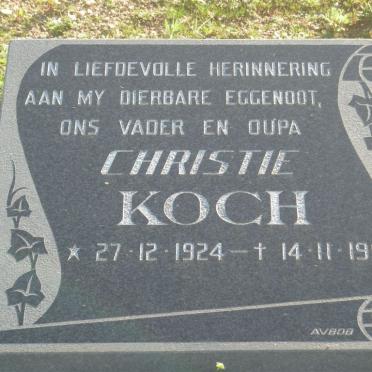 IN LIEFDEVOLLE HERINNERING
AAN MY DIERBARE EGGENOOT,
ONS VADER EN OUPA
CHRISTIE
KOCH
* 27·12·1924 — † 14·11·19
AVBOB